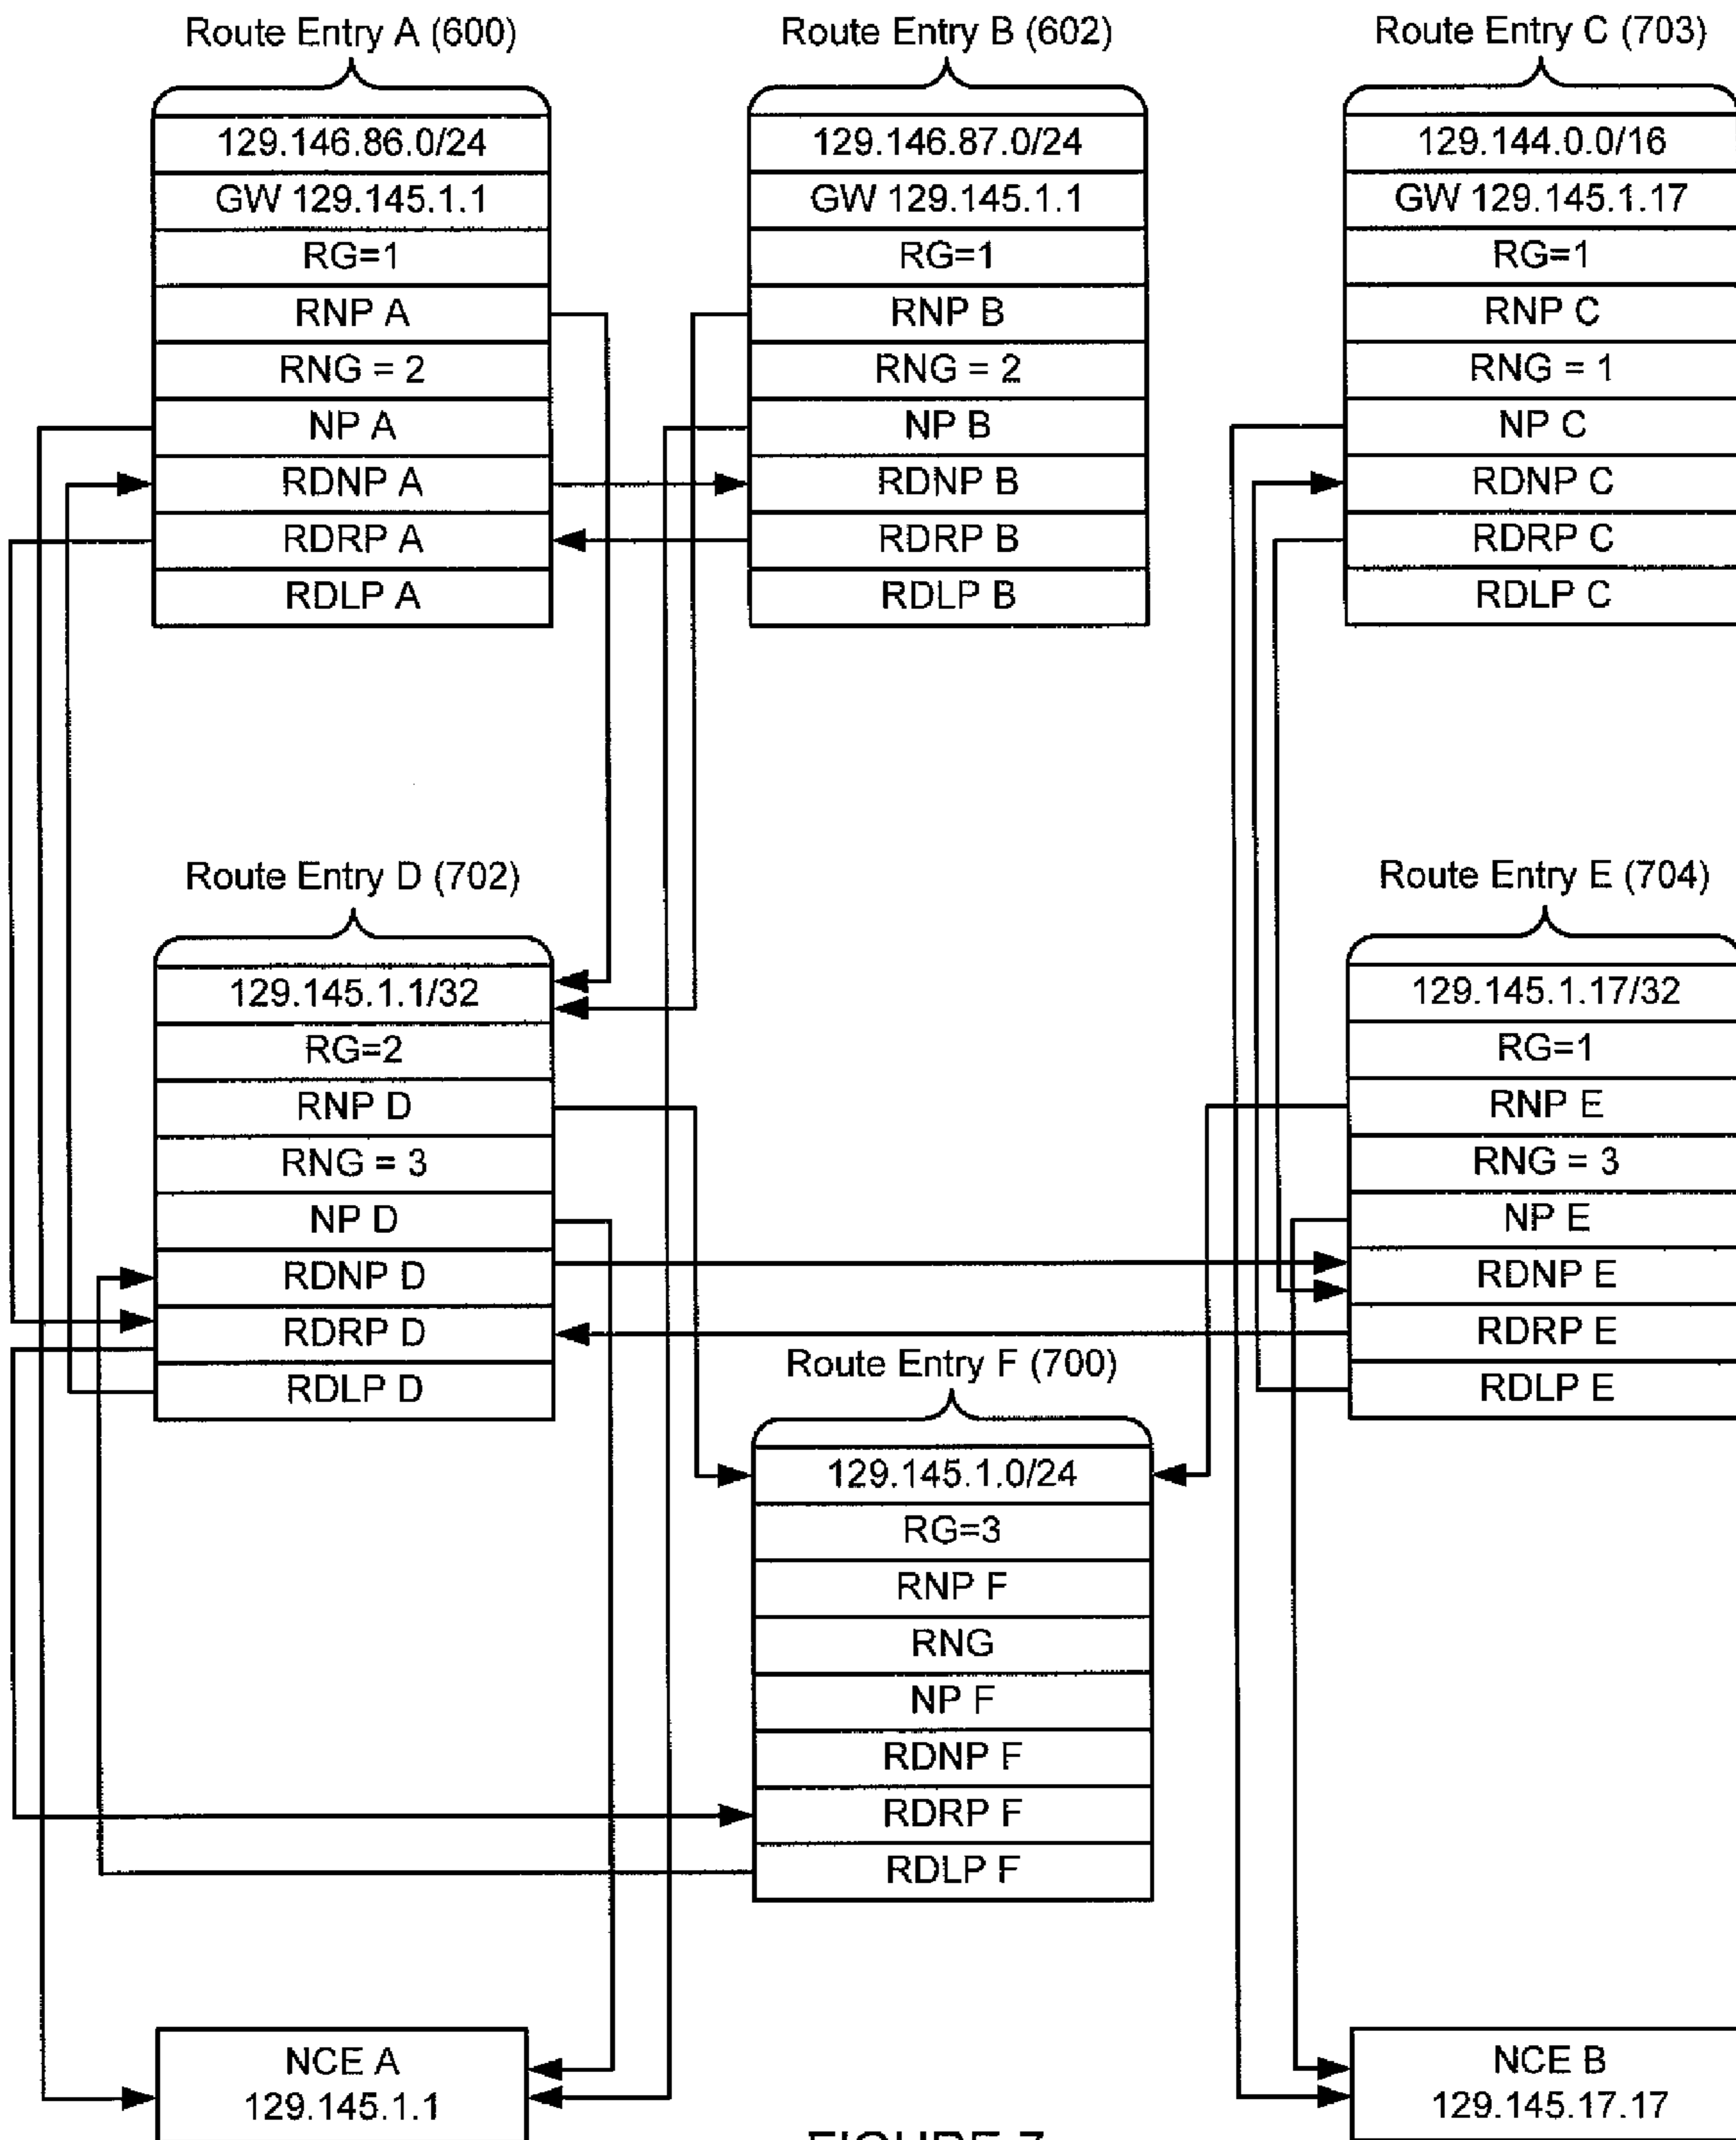 Route Entry A (600)
129.146.86.0/24
GW 129.145.1.1
RG=1
RNP A
RNG = 2
NP A
RDNP A
RDRP A
RDLP A
Route Entry B (602)
129.146.87.0/24
GW 129.145.1.1
RG=1
RNP B
RNG = 2
NP B
RDNP B
RDRP B
RDLP B
Route Entry C (703)
129.144.0.0/16
GW 129.145.1.17
RG=1
RNP C
RNG = 1
NP C
RDNP C
RDRP C
RDLP C
Route Entry D (702)
129.145.1.1/32
RG=2
RNP D
RNG = 3
NP D
RDNP D
RDRP D
RDLP D
Route Entry E (704)
129.145.1.17/32
RG=1
RNP E
RNG = 3
NP E
RDNP E
RDRP E
RDLP E
Route Entry F (700)
129.145.1.0/24
RG=3
RNP F
RNG
NP F
RDNP F
RDRP F
RDLP F
NCE A
129.145.1.1
NCE B
129.145.17.17
FIGURE 7